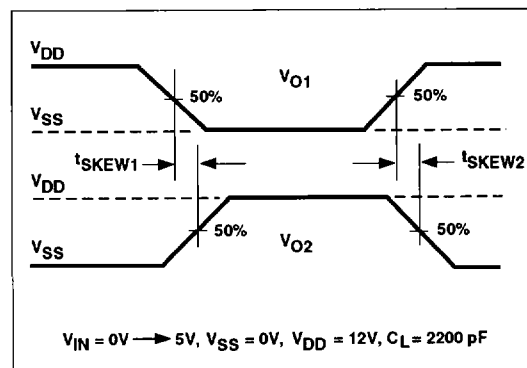 VDD
VO1
50%
50%
VSS
tSKEW1
tSKEW2
VDD
50%
50%
VSS
VO2
VIN = 0V → 5V, VSS = 0V, VDD = 12V, CL = 2200 pF